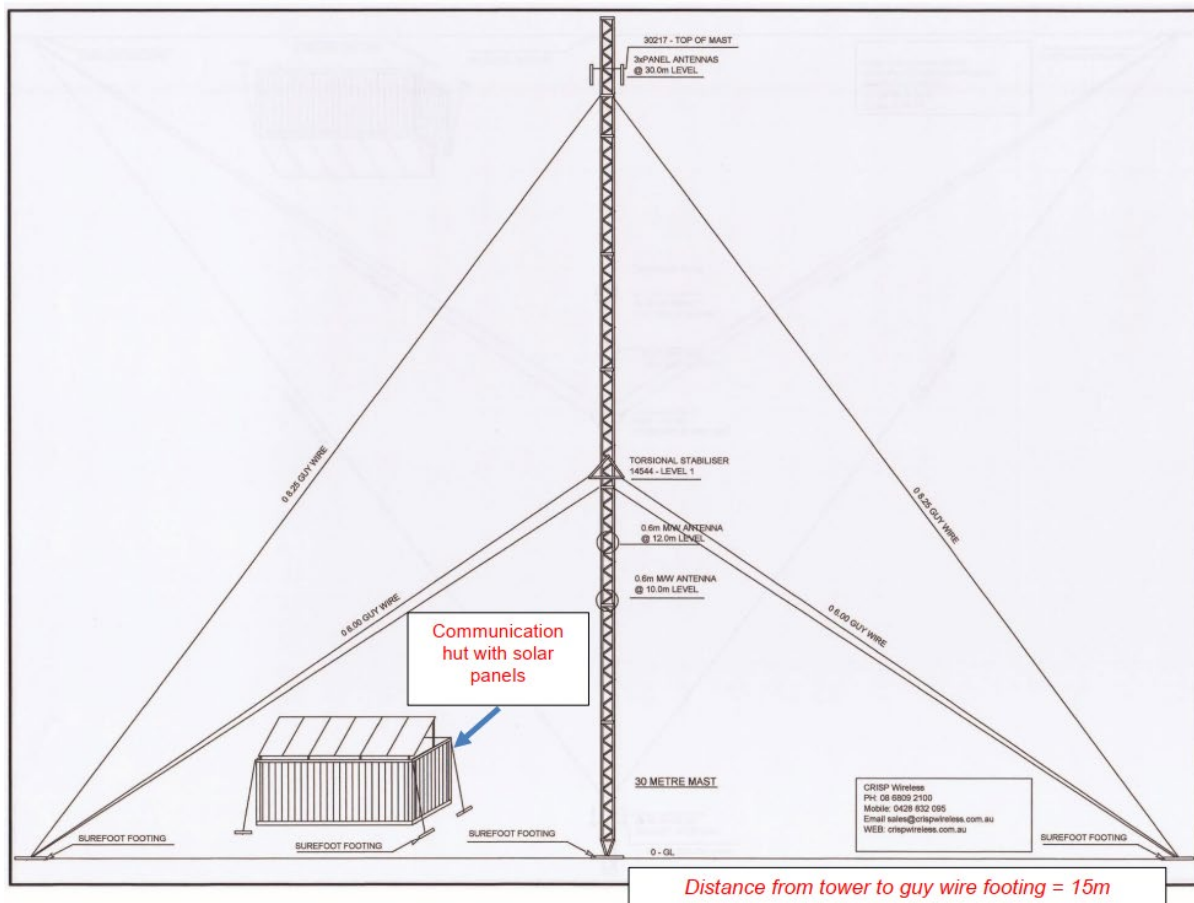 30217 - TOP OF MAST
3xPANEL ANTENNAS
@ 30.0m LEVEL
0 8.25 GUY WIRE
0 8.25 GUY WIRE
TORSIONAL STABILISER
14544 - LEVEL 1
0.6m M/W ANTENNA
@ 12.0m LEVEL
0.6m M/W ANTENNA
@ 10.0m LEVEL
0 6.00 GUY WIRE
0 6.00 GUY WIRE
Communication
hut with solar
panels
30 METRE MAST
CRISP Wireless
PH: 08 6809 2100
Mobile: 0428 832 095
Email sales@crispwireless.com.au
WEB: crispwireless.com.au
SUREFOOT FOOTING
SUREFOOT FOOTING
SUREFOOT FOOTING
SUREFOOT FOOTING
0 - GL
Distance from tower to guy wire footing = 15m